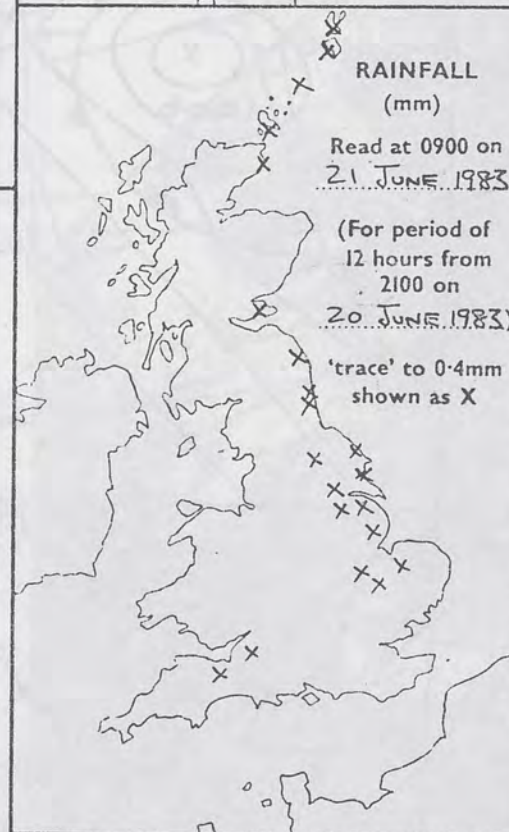 RAINFALL
(mm)
Read at 0900 on
21 JUNE 1983
(For period of
12 hours from
2100 on
20 JUNE 1983)
'trace' to 0·4mm
shown as X